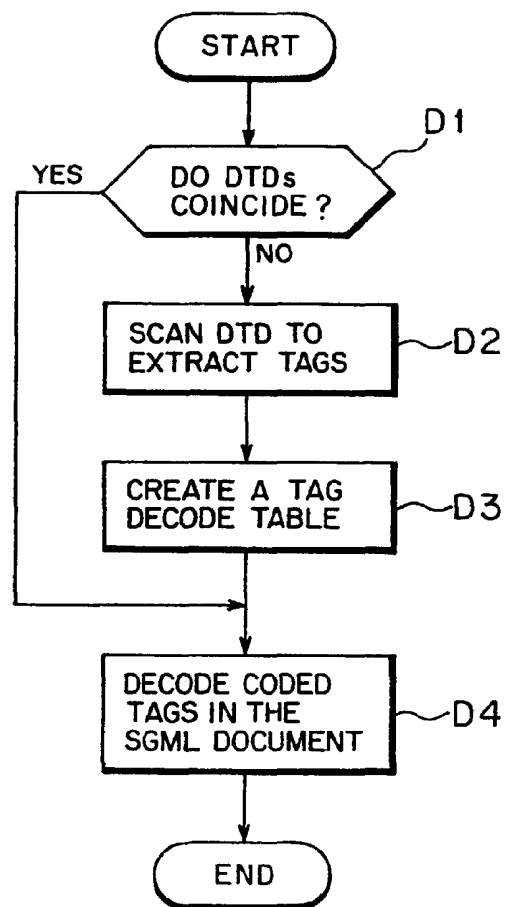 START
D1
YES
DO DTDs
COINCIDE?
NO
SCAN DTD TO
EXTRACT TAGS
D2
CREATE A TAG
DECODE TABLE
D3
DECODE CODED
TAGS IN THE
SGML DOCUMENT
D4
END